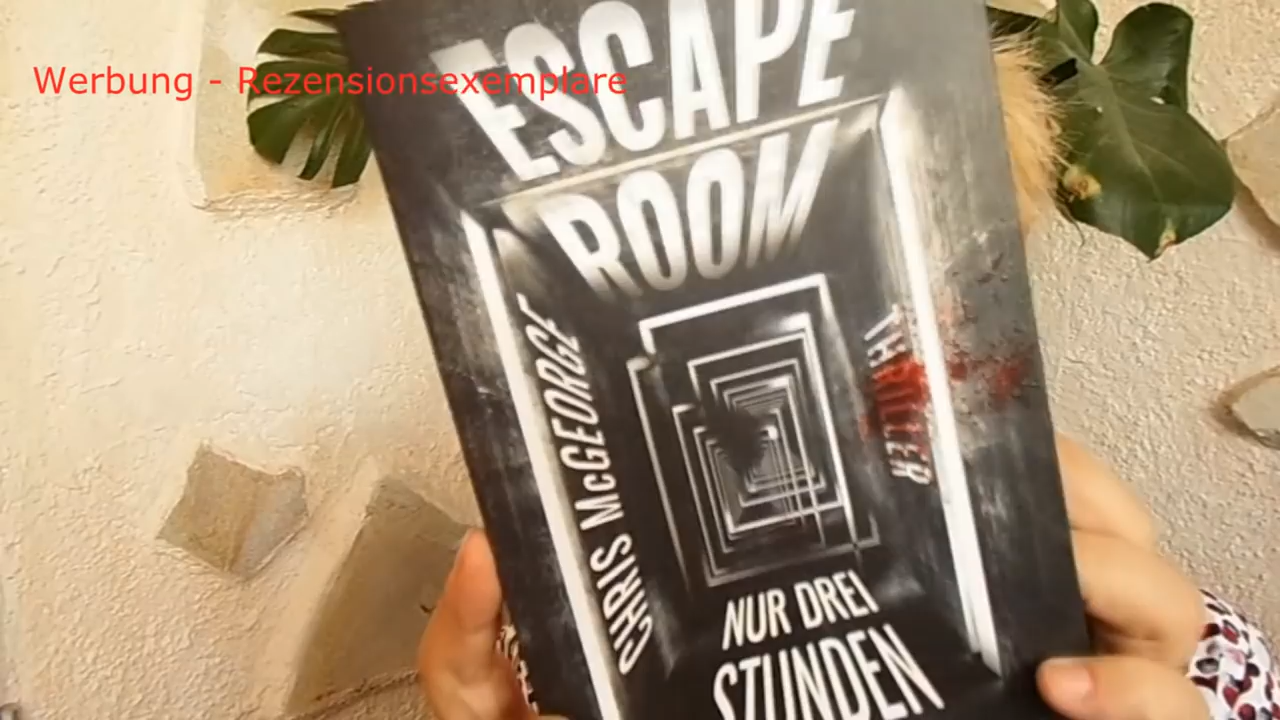 Werbung - Rezensionsexemplare
ESCAPE
ROOM
CHRIS McGEORGE
THRILLER
NUR DREI
STUNDEN